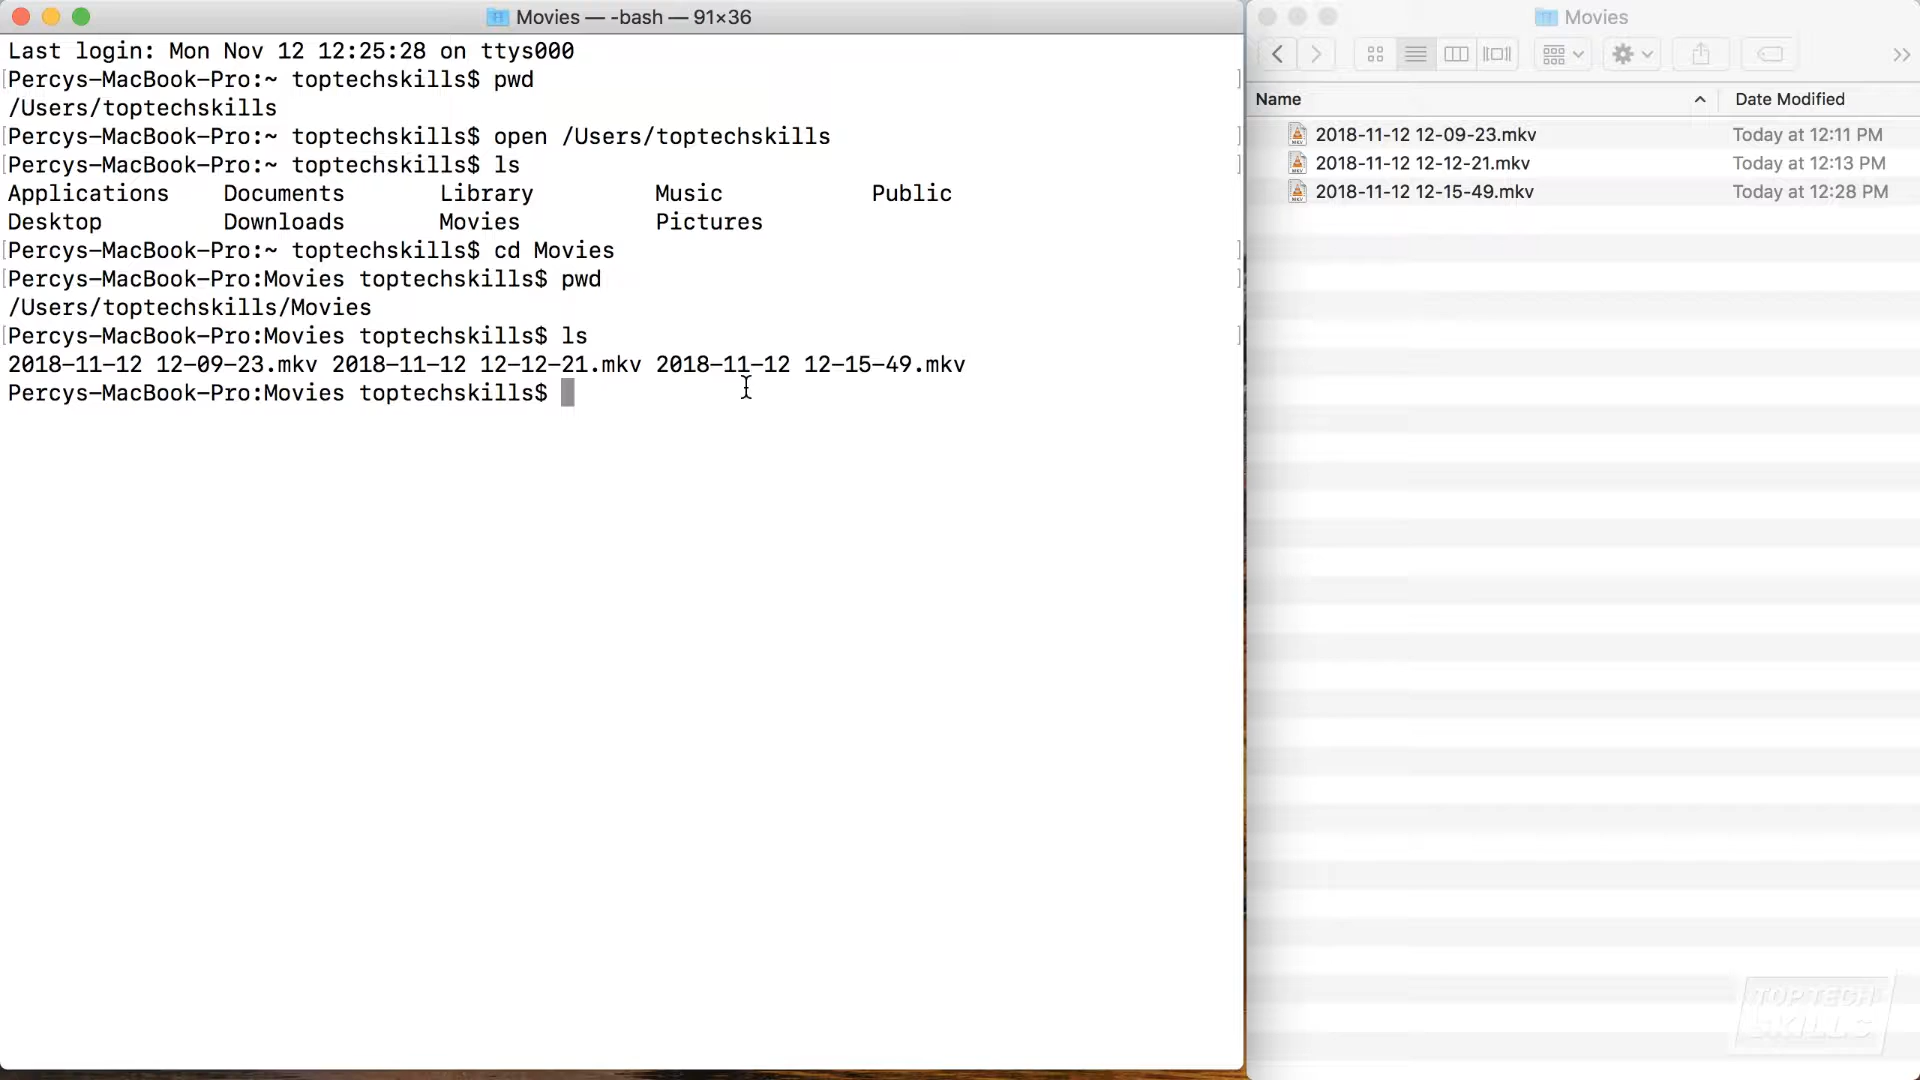 Movies — -bash — 91×36
Last login: Mon Nov 12 12:25:28 on ttys000
[Percys-MacBook-Pro:~ toptechskills$ pwd ]
/Users/toptechskills
[Percys-MacBook-Pro:~ toptechskills$ open /Users/toptechskills ]
[Percys-MacBook-Pro:~ toptechskills$ ls ]
Applications Documents Library Music Public
Desktop Downloads Movies Pictures
[Percys-MacBook-Pro:~ toptechskills$ cd Movies ]
[Percys-MacBook-Pro:Movies toptechskills$ pwd ]
/Users/toptechskills/Movies
[Percys-MacBook-Pro:Movies toptechskills$ ls ]
2018-11-12 12-09-23.mkv 2018-11-12 12-12-21.mkv 2018-11-12 12-15-49.mkv
Percys-MacBook-Pro:Movies toptechskills$
Movies
Name Date Modified
2018-11-12 12-09-23.mkv Today at 12:11 PM
2018-11-12 12-12-21.mkv Today at 12:13 PM
2018-11-12 12-15-49.mkv Today at 12:28 PM
TOP TECH
SKILLS